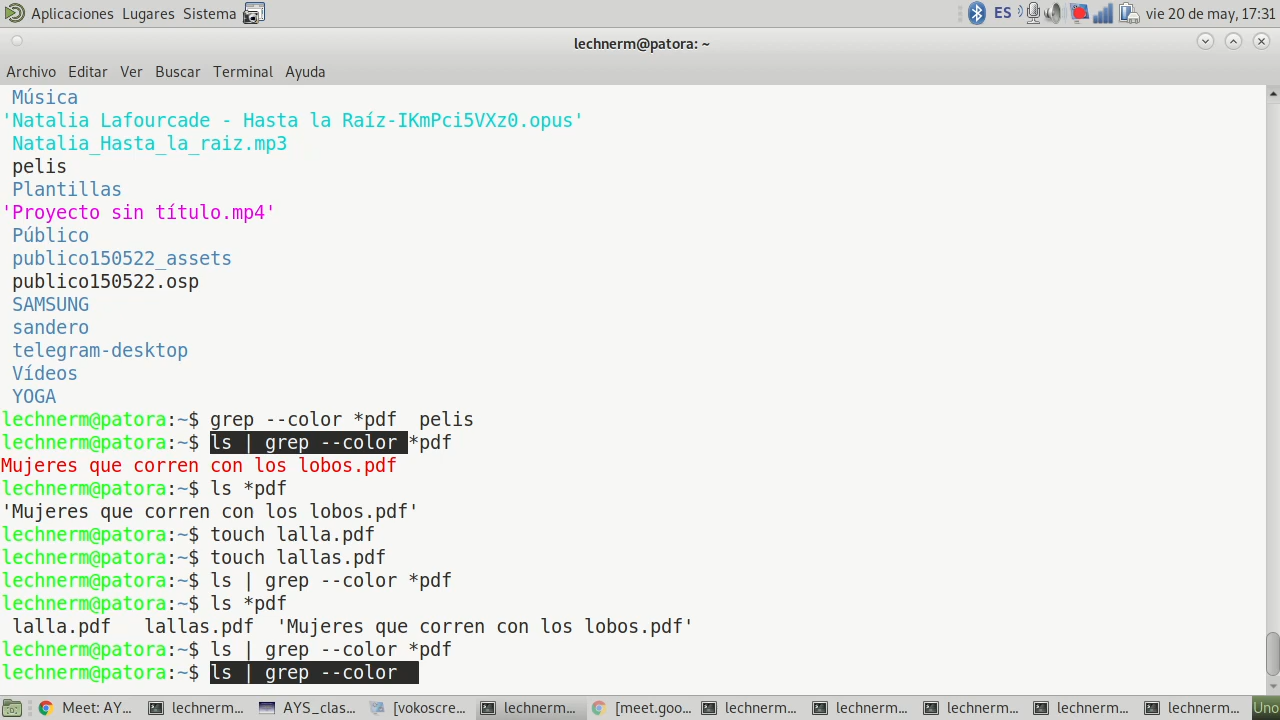 Aplicaciones Lugares Sistema ES vie 20 de may, 17:31
lechnerm@patora: ~
Archivo Editar Ver Buscar Terminal Ayuda
Música
'Natalia Lafourcade - Hasta la Raíz-IKmPci5VXz0.opus'
Natalia_Hasta_la_raiz.mp3
pelis
Plantillas
'Proyecto sin título.mp4'
Público
publico150522_assets
publico150522.osp
SAMSUNG
sandero
telegram-desktop
Vídeos
YOGA
lechnerm@patora:~$ grep --color *pdf  pelis
lechnerm@patora:~$ ls | grep --color *pdf
Mujeres que corren con los lobos.pdf
lechnerm@patora:~$ ls *pdf
'Mujeres que corren con los lobos.pdf'
lechnerm@patora:~$ touch lalla.pdf
lechnerm@patora:~$ touch lallas.pdf
lechnerm@patora:~$ ls | grep --color *pdf
lechnerm@patora:~$ ls *pdf
lalla.pdf   lallas.pdf  'Mujeres que corren con los lobos.pdf'
lechnerm@patora:~$ ls | grep --color *pdf
lechnerm@patora:~$ ls | grep --color
Meet: AY... lechnerm... AYS_clas... [vokoscre... lechnerm... [meet.goo... lechnerm... lechnerm... lechnerm... lechnerm... lechnerm... Uno